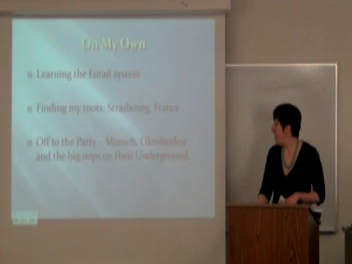 On My Own
Learning the Eurail system
Finding my roots: Strasbourg, France
Off to the Party – Munich, Oktoberfest
and the big oops on their Underground.